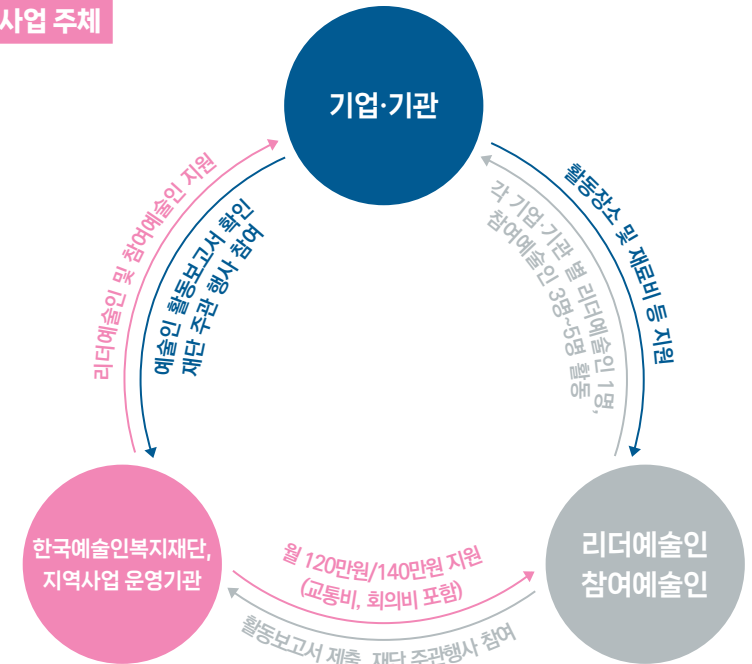 사업 주체
기업·기관
리더예술인 및 참여예술인 지원
예술인 활동보고서 확인
재단 주관 행사 참여
각 기업·기관 별 리더예술인 1명,
참여예술인 3명~5명 활동
활동장소 및 재료비 등 지원
한국예술인복지재단,
지역사업 운영기관
월 120만원/140만원 지원
(교통비, 회의비 포함)
활동보고서 제출, 재단 주관행사 참여
리더예술인
참여예술인